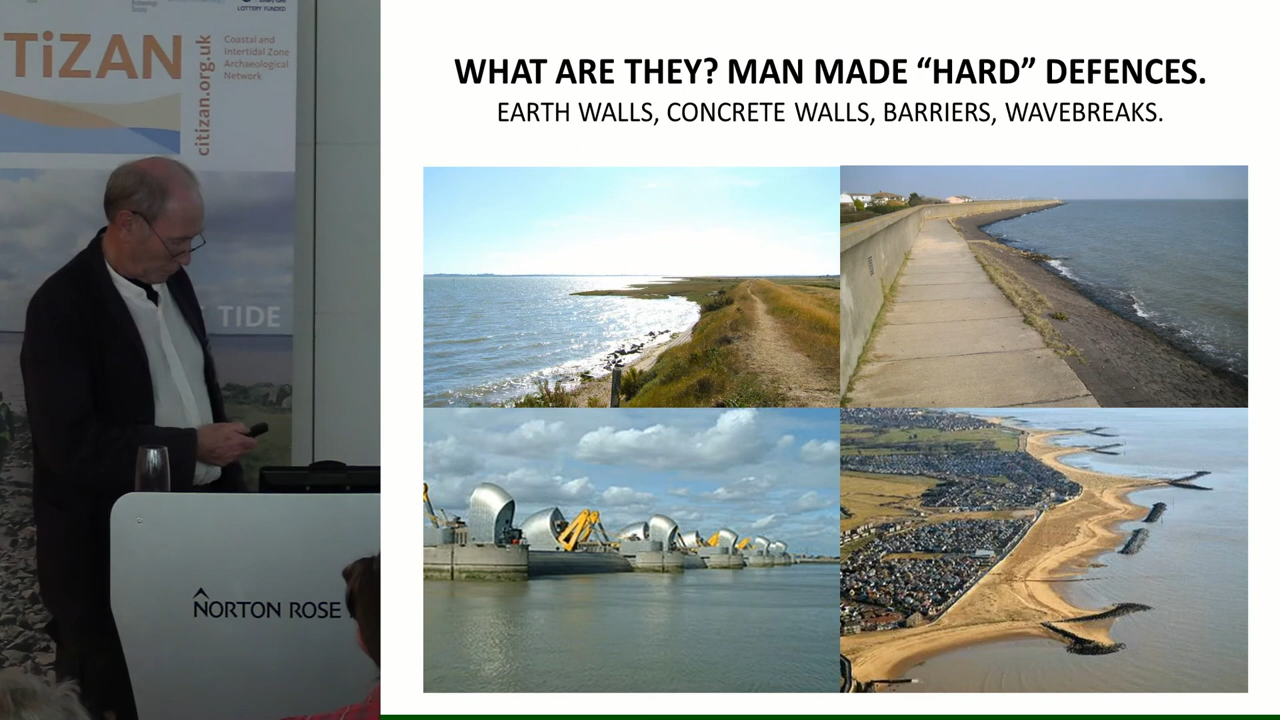 LOTTERY FUNDED
TiZAN
citizan.org.uk
Coastal and
Intertidal Zone
Archaeological
Network
TIDE
NORTON ROSE
WHAT ARE THEY? MAN MADE “HARD” DEFENCES.
EARTH WALLS, CONCRETE WALLS, BARRIERS, WAVEBREAKS.